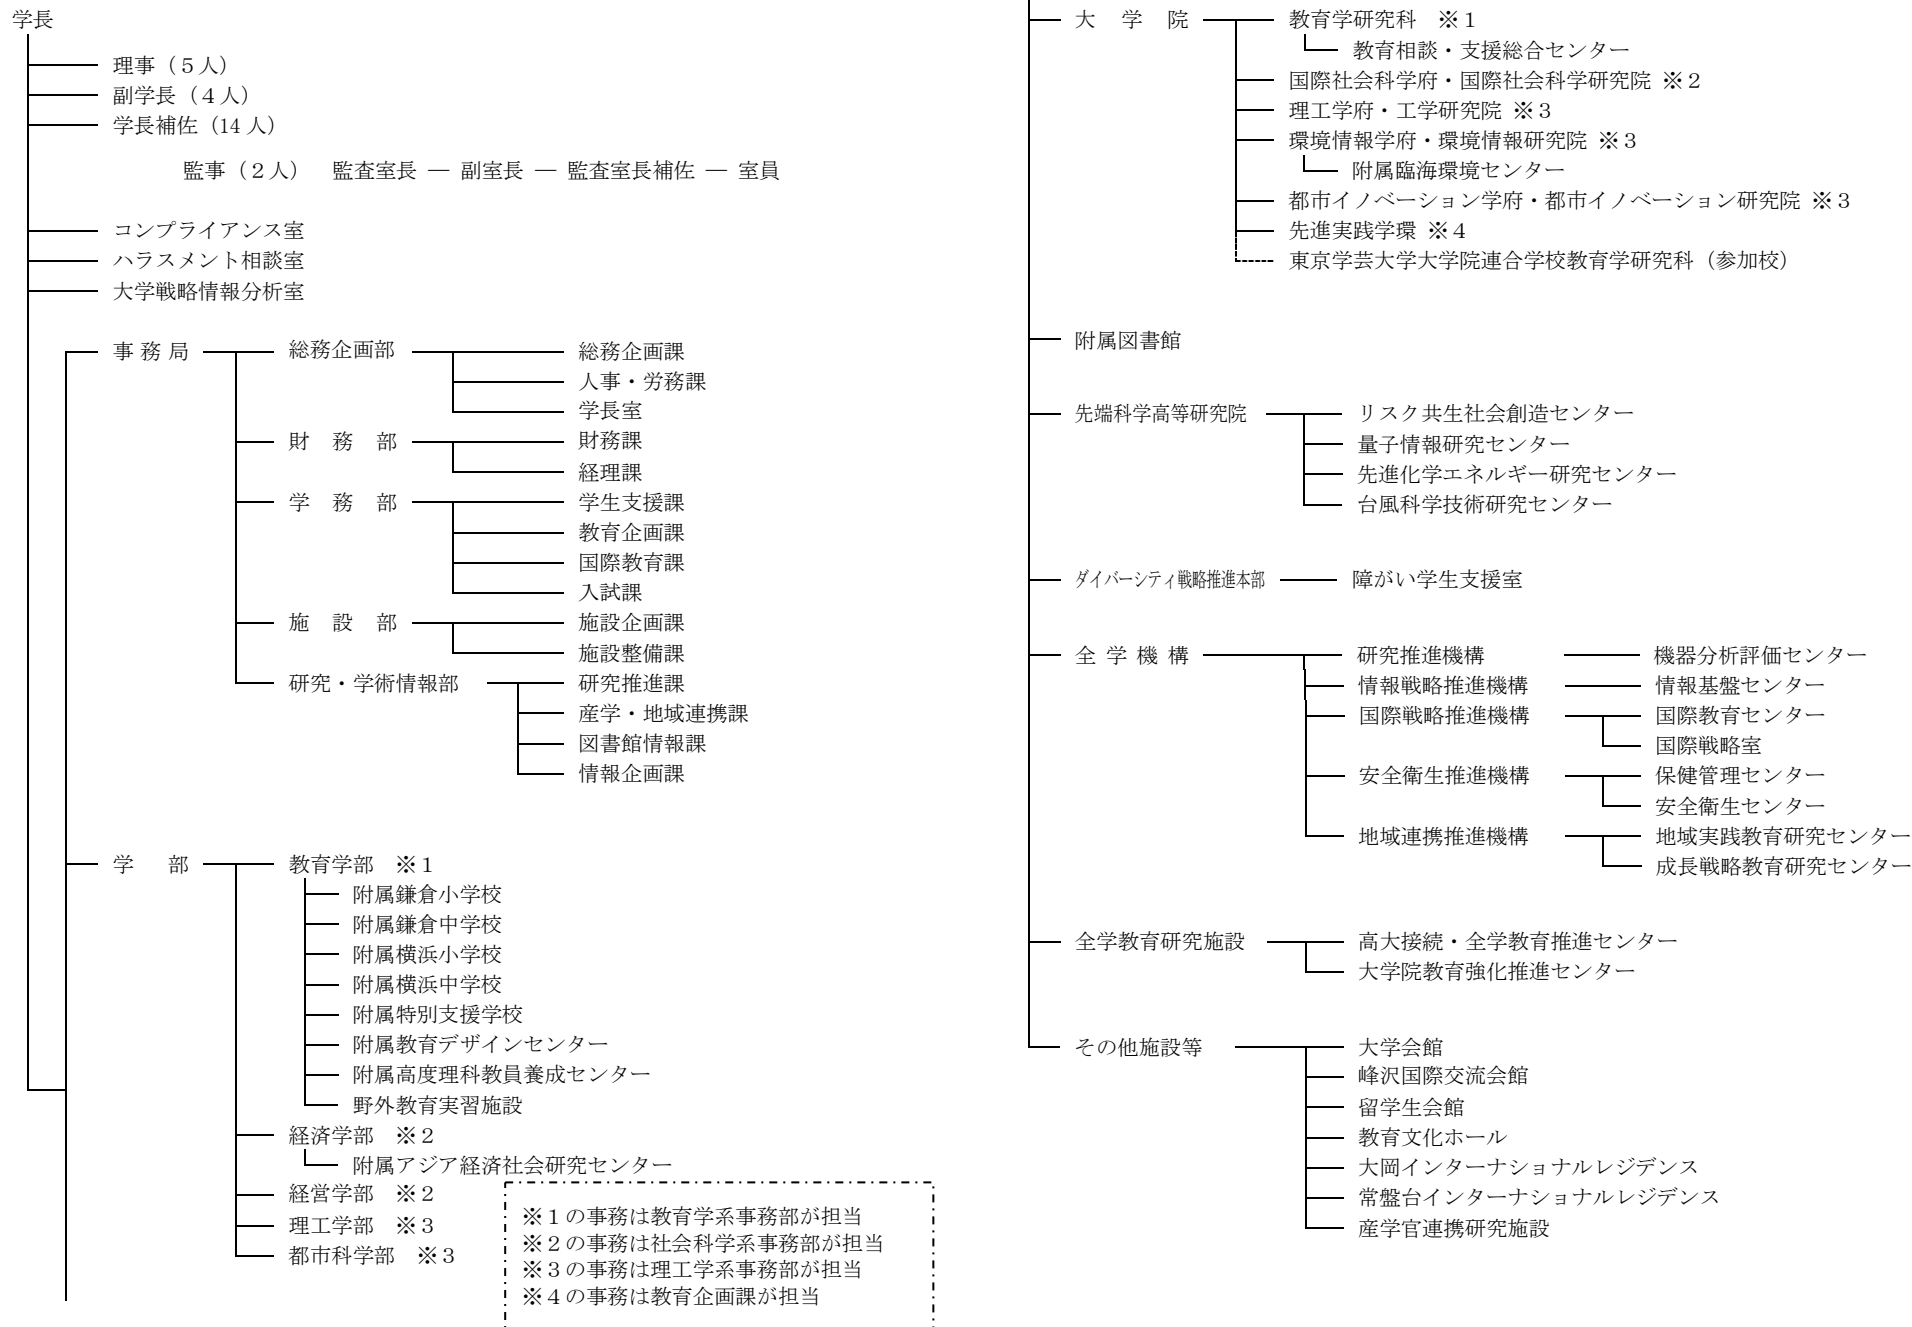 学長
理事（５人）
副学長（４人）
学長補佐（14 人）
監事（２人）　監査室長 ― 副室長 ― 監査室長補佐 ― 室員
コンプライアンス室
ハラスメント相談室
大学戦略情報分析室
事 務 局　総務企画部　総務企画課
人事・労務課
学長室
財　務　部　財務課
経理課
学　務　部　学生支援課
教育企画課
国際教育課
入試課
施　設　部　施設企画課
施設整備課
研究・学術情報部　研究推進課
産学・地域連携課
図書館情報課
情報企画課
学　部　教育学部　※１
附属鎌倉小学校
附属鎌倉中学校
附属横浜小学校
附属横浜中学校
附属特別支援学校
附属教育デザインセンター
附属高度理科教員養成センター
野外教育実習施設
経済学部　※２
附属アジア経済社会研究センター
経営学部　※２
理工学部　※３
都市科学部　※３
※１の事務は教育学系事務部が担当
※２の事務は社会科学系事務部が担当
※３の事務は理工学系事務部が担当
※４の事務は教育企画課が担当
大　学　院　教育学研究科　※１
教育相談・支援総合センター
国際社会科学府・国際社会科学研究院 ※２
理工学府・工学研究院 ※３
環境情報学府・環境情報研究院 ※３
附属臨海環境センター
都市イノベーション学府・都市イノベーション研究院 ※３
先進実践学環 ※４
東京学芸大学大学院連合学校教育学研究科（参加校）
附属図書館
先端科学高等研究院　リスク共生社会創造センター
量子情報研究センター
先進化学エネルギー研究センター
台風科学技術研究センター
ダイバーシティ戦略推進本部　障がい学生支援室
全 学 機 構　研究推進機構　機器分析評価センター
情報戦略推進機構　情報基盤センター
国際戦略推進機構　国際教育センター
国際戦略室
安全衛生推進機構　保健管理センター
安全衛生センター
地域連携推進機構　地域実践教育研究センター
成長戦略教育研究センター
全学教育研究施設　高大接続・全学教育推進センター
大学院教育強化推進センター
その他施設等　大学会館
峰沢国際交流会館
留学生会館
教育文化ホール
大岡インターナショナルレジデンス
常盤台インターナショナルレジデンス
産学官連携研究施設